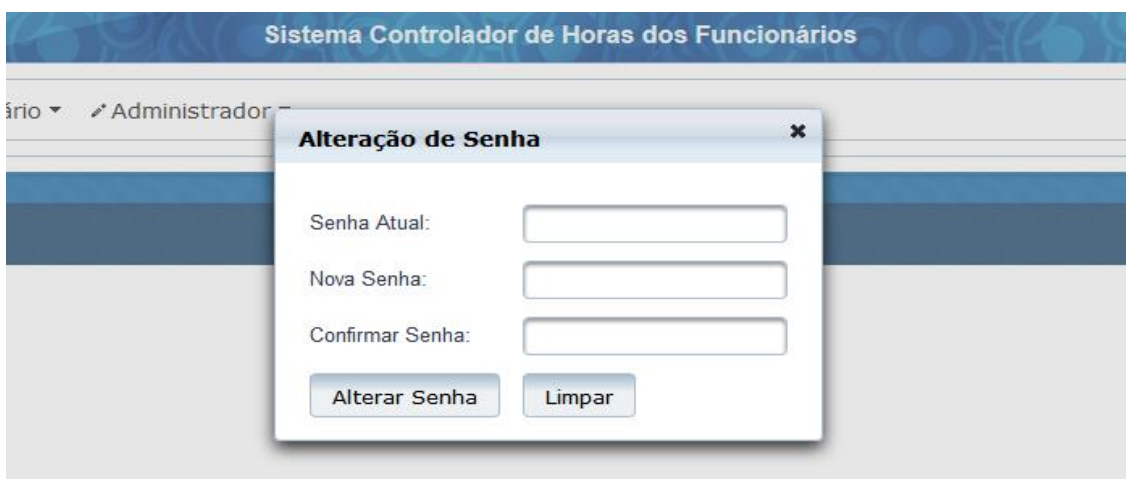 Sistema Controlador de Horas dos Funcionários
ário Administrador
Alteração de Senha
Senha Atual:
Nova Senha:
Confirmar Senha:
Alterar Senha Limpar